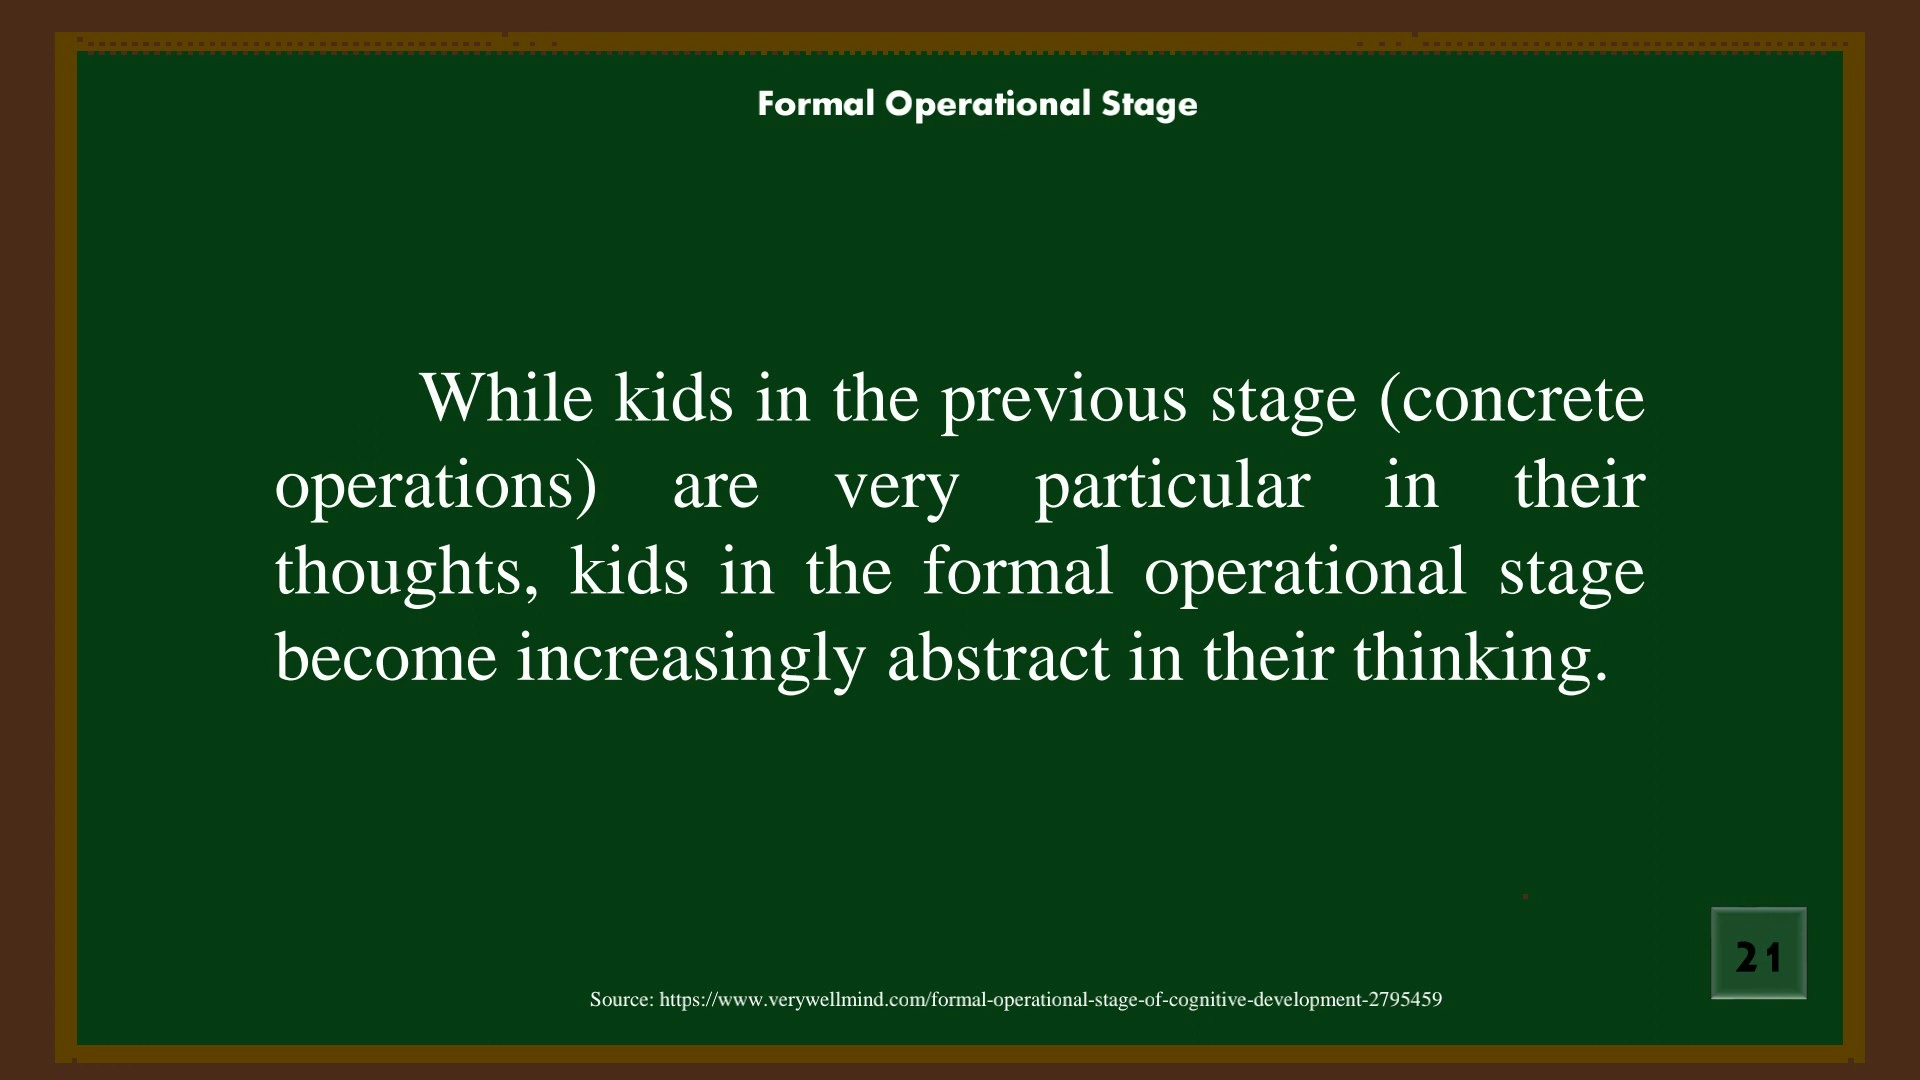 Formal Operational Stage
While kids in the previous stage (concrete
operations) are very particular in their
thoughts, kids in the formal operational stage
become increasingly abstract in their thinking.
21
Source: https://www.verywellmind.com/formal-operational-stage-of-cognitive-development-2795459